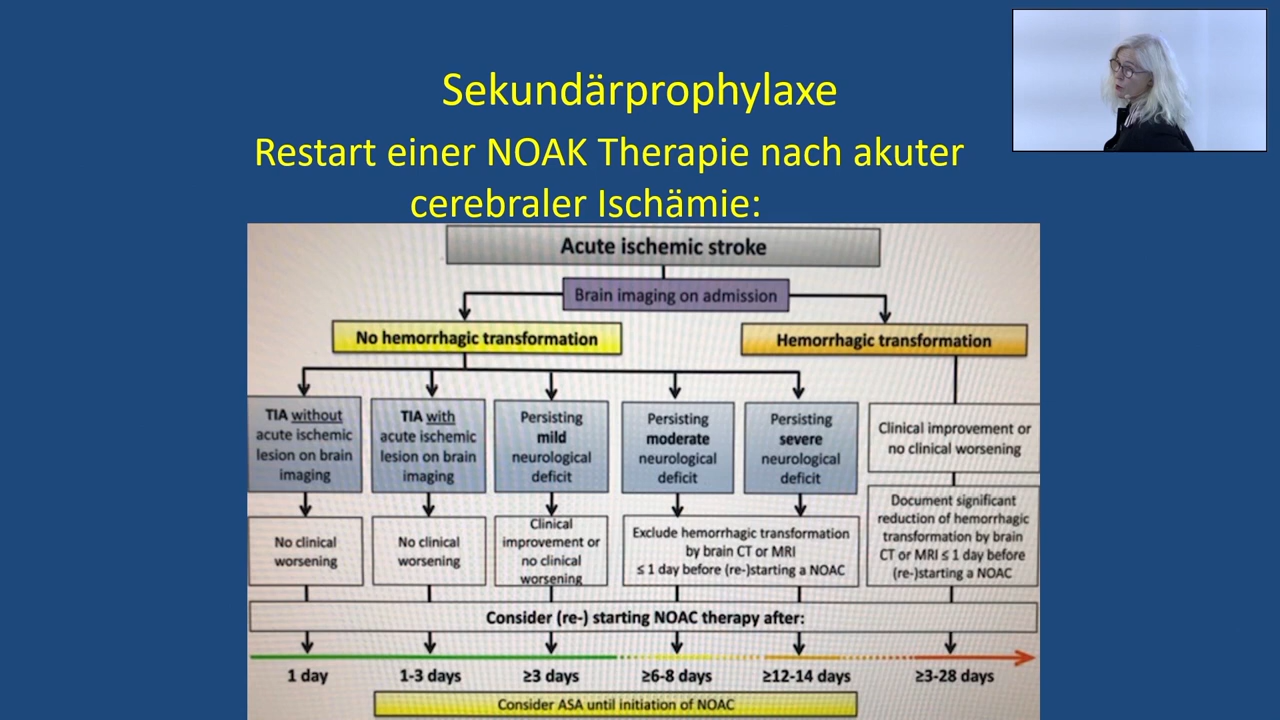 Sekundärprophylaxe
Restart einer NOAK Therapie nach akuter
cerebraler Ischämie:
Acute ischemic stroke
Brain imaging on admission
No hemorrhagic transformation
Hemorrhagic transformation
TIA without
acute ischemic
lesion on brain
imaging
TIA with
acute ischemic
lesion on brain
imaging
Persisting
mild
neurological
deficit
Persisting
moderate
neurological
deficit
Persisting
severe
neurological
deficit
Clinical improvement or
no clinical worsening
No clinical
worsening
No clinical
worsening
Clinical
improvement or
no clinical
worsening
Exclude hemorrhagic transformation
by brain CT or MRI
≤ 1 day before (re-)starting a NOAC
Document significant
reduction of hemorrhagic
transformation by brain
CT or MRI ≤ 1 day before
(re-)starting a NOAC
Consider (re-) starting NOAC therapy after:
1 day
1-3 days
≥3 days
≥6-8 days
≥12-14 days
≥3-28 days
Consider ASA until initiation of NOAC